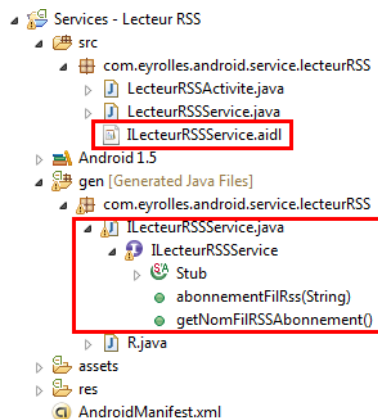 Services - Lecteur RSS
src
com.eyrolles.android.service.lecteurRSS
LecteurRSSActivite.java
LecteurRSSService.java
ILecteurRSSService.aidl
Android 1.5
gen [Generated Java Files]
com.eyrolles.android.service.lecteurRSS
ILecteurRSSService.java
ILecteurRSSService
Stub
abonnementFilRss(String)
getNomFilRSSAbonnement()
R.java
assets
res
AndroidManifest.xml